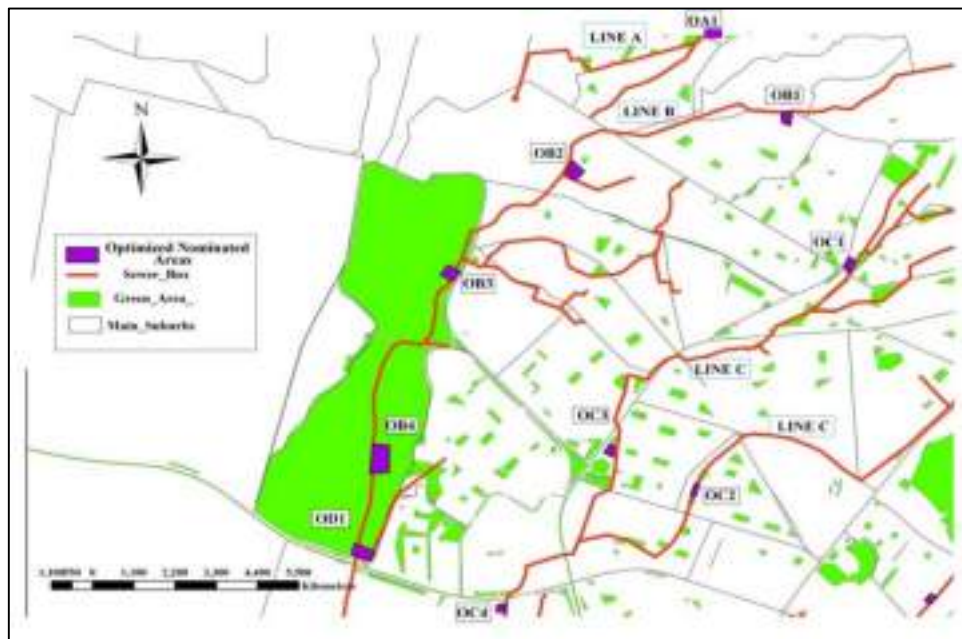 OA1
LINE A
OB1
LINE B
N
OB2
OC1
Optimized Nominated
Areas
Sewer_Box
Green_Area_
Main_Suburbs
OB3
LINE C
OC3
LINE C
OB4
OC2
OD1
0
Kilometers
OC4